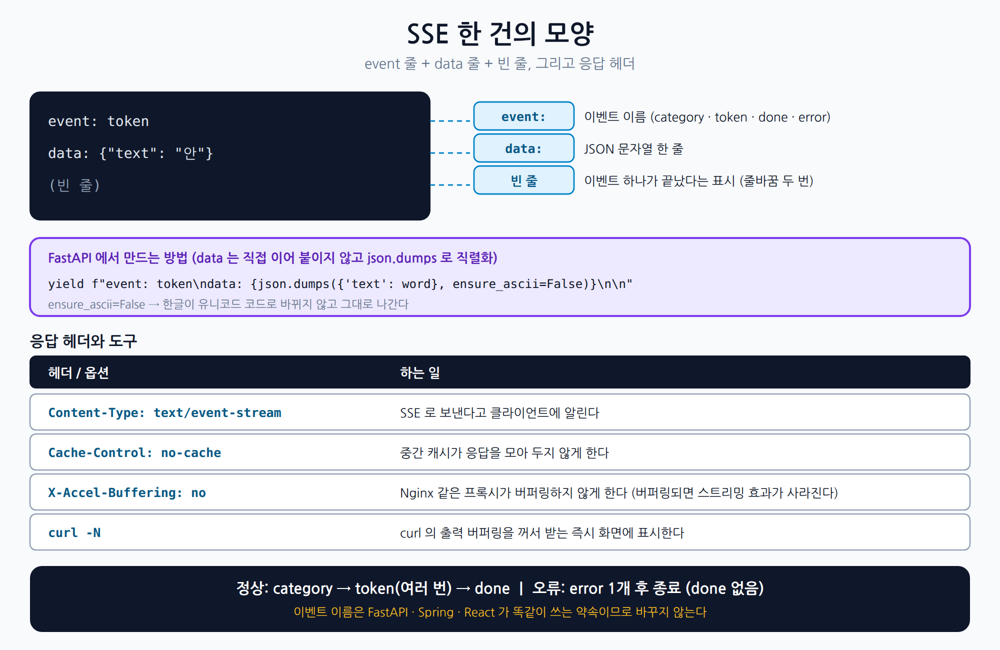 SSE 한 건의 모양
event 줄 + data 줄 + 빈 줄, 그리고 응답 헤더
event: token
data: {"text": "안"}
(빈 줄)
event: 이벤트 이름 (category · token · done · error)
data: JSON 문자열 한 줄
빈 줄 이벤트 하나가 끝났다는 표시 (줄바꿈 두 번)
FastAPI 에서 만드는 방법 (data 는 직접 이어 붙이지 않고 json.dumps 로 직렬화)
yield f"event: token\ndata: {json.dumps({'text': word}, ensure_ascii=False)}\n\n"
ensure_ascii=False → 한글이 유니코드 코드로 바뀌지 않고 그대로 나간다
응답 헤더와 도구
헤더 / 옵션 하는 일
Content-Type: text/event-stream SSE 로 보낸다고 클라이언트에 알린다
Cache-Control: no-cache 중간 캐시가 응답을 모아 두지 않게 한다
X-Accel-Buffering: no Nginx 같은 프록시가 버퍼링하지 않게 한다 (버퍼링되면 스트리밍 효과가 사라진다)
curl -N curl 의 출력 버퍼링을 꺼서 받는 즉시 화면에 표시한다
정상: category → token(여러 번) → done | 오류: error 1개 후 종료 (done 없음)
이벤트 이름은 FastAPI · Spring · React 가 똑같이 쓰는 약속이므로 바꾸지 않는다